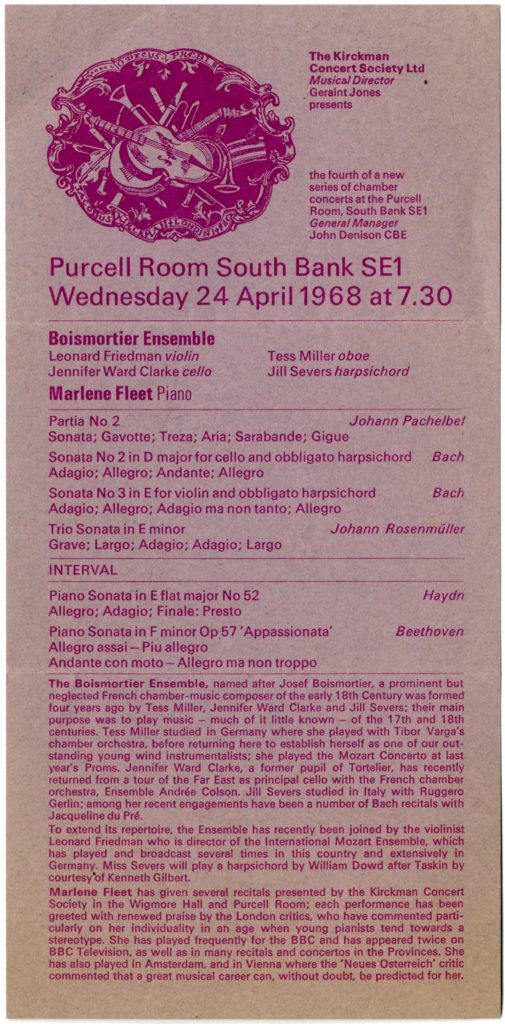 The Kirckman
Concert Society Ltd
Musical Director
Geraint Jones
presents
the fourth of a new
series of chamber
concerts at the Purcell
Room, South Bank SE1
General Manager
John Denison CBE
Purcell Room South Bank SE1
Wednesday 24 April 1968 at 7.30
Boismortier Ensemble
Leonard Friedman violin Tess Miller oboe
Jennifer Ward Clarke cello Jill Severs harpsichord
Marlene Fleet Piano
Partia No 2 Johann Pachelbel
Sonata; Gavotte; Treza; Aria; Sarabande; Gigue
Sonata No 2 in D major for cello and obbligato harpsichord Bach
Adagio; Allegro; Andante; Allegro
Sonata No 3 in E for violin and obbligato harpsichord Bach
Adagio; Allegro; Adagio ma non tanto; Allegro
Trio Sonata in E minor Johann Rosenmüller
Grave; Largo; Adagio; Adagio; Largo
INTERVAL
Piano Sonata in E flat major No 52 Haydn
Allegro; Adagio; Finale: Presto
Piano Sonata in F minor Op 57 'Appassionata' Beethoven
Allegro assai – Piu allegro
Andante con moto – Allegro ma non troppo
The Boismortier Ensemble, named after Josef Boismortier, a prominent but
neglected French chamber-music composer of the early 18th Century was formed
four years ago by Tess Miller, Jennifer Ward Clarke and Jill Severs; their main
purpose was to play music – much of it little known – of the 17th and 18th
centuries. Tess Miller studied in Germany where she played with Tibor Varga's
chamber orchestra, before returning here to establish herself as one of our out-
standing young wind instrumentalists; she played the Mozart Concerto at last
year's Proms. Jennifer Ward Clarke, a former pupil of Tortelier, has recently
returned from a tour of the Far East as principal cello with the French chamber
orchestra, Ensemble Andrée Colson. Jill Severs studied in Italy with Ruggero
Gerlin; among her recent engagements have been a number of Bach recitals with
Jacqueline du Pré.
To extend its repertoire, the Ensemble has recently been joined by the violinist
Leonard Friedman who is director of the International Mozart Ensemble, which
has played and broadcast several times in this country and extensively in
Germany. Miss Severs will play a harpsichord by William Dowd after Taskin by
courtesy of Kenneth Gilbert.
Marlene Fleet has given several recitals presented by the Kirckman Concert
Society in the Wigmore Hall and Purcell Room; each performance has been
greeted with renewed praise by the London critics, who have commented parti-
cularly on her individuality in an age when young pianists tend towards a
stereotype. She has played frequently for the BBC and has appeared twice on
BBC Television, as well as in many recitals and concertos in the Provinces. She
has also played in Amsterdam, and in Vienna where the 'Neues Österreich' critic
commented that a great musical career can, without doubt, be predicted for her.